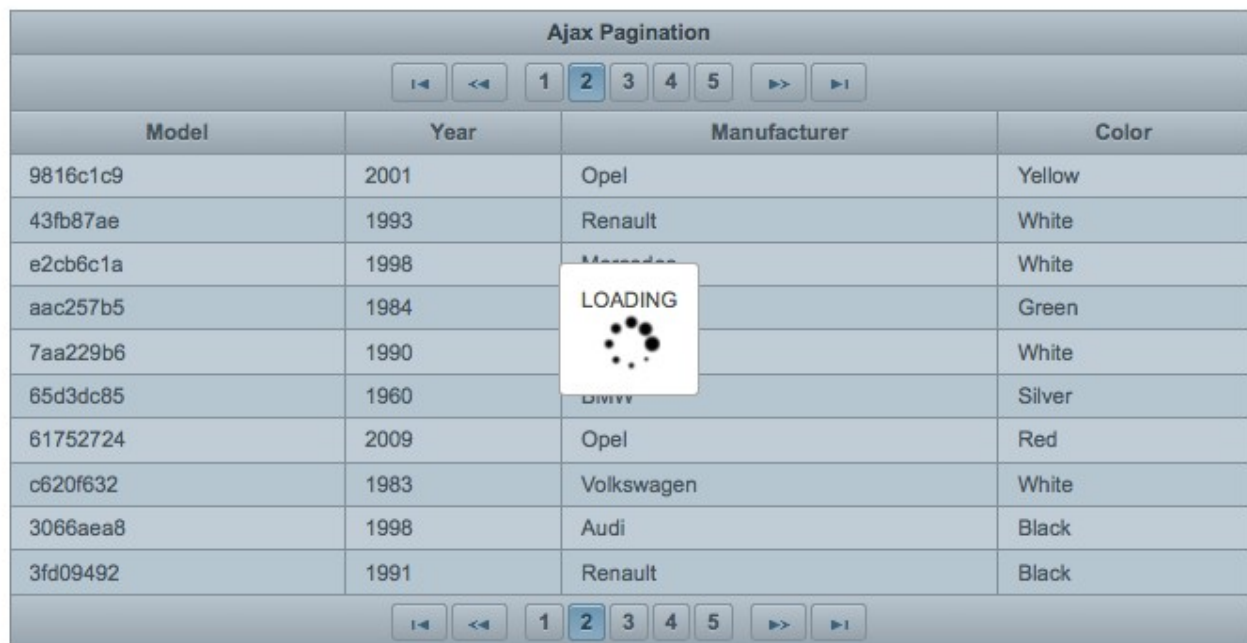 Ajax Pagination
1 2 3 4 5
Model Year Manufacturer Color
9816c1c9 2001 Opel Yellow
43fb87ae 1993 Renault White
e2cb6c1a 1998 Mercedes White
LOADING
aac257b5 1984 Green
7aa229b6 1990 White
65d3dc85 1960 BMW Silver
61752724 2009 Opel Red
c620f632 1983 Volkswagen White
3066aea8 1998 Audi Black
3fd09492 1991 Renault Black
1 2 3 4 5